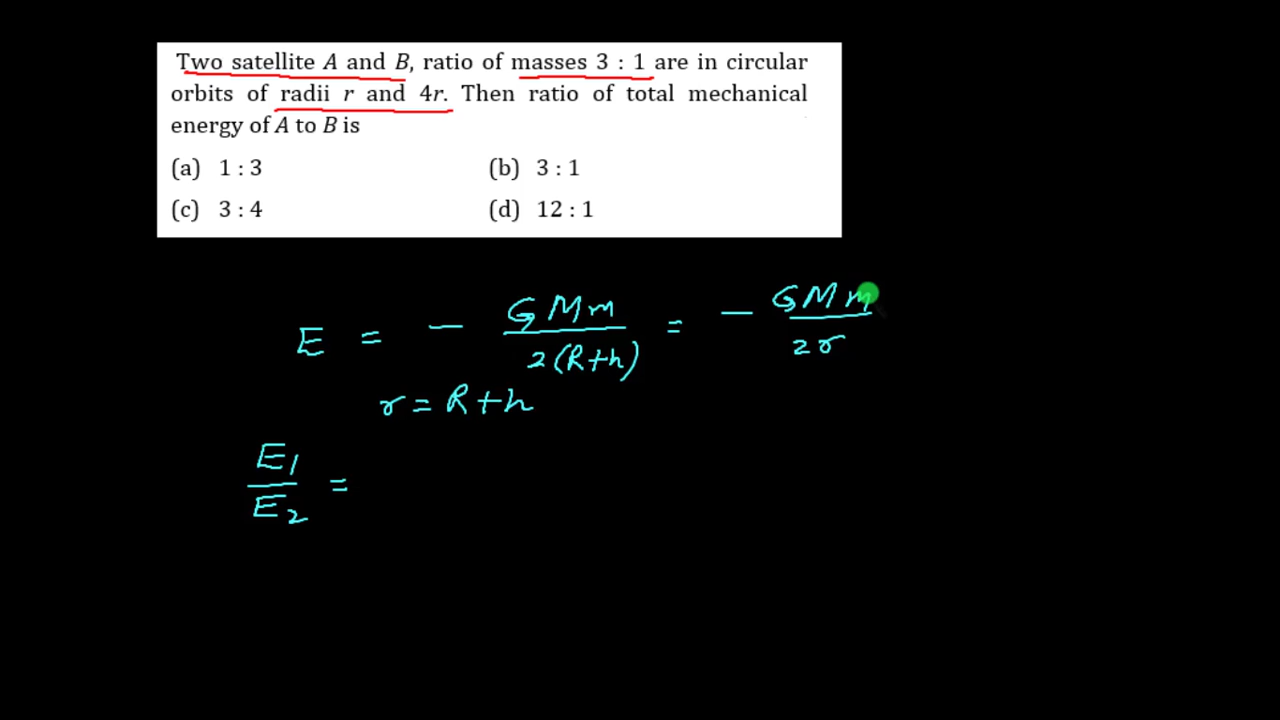 Two satellite A and B, ratio of masses 3 : 1 are in circular
orbits of radii r and 4r. Then ratio of total mechanical
energy of A to B is
(a) 1 : 3 (b) 3 : 1
(c) 3 : 4 (d) 12 : 1
E = - GMm / 2(R+h) = - GMm / 2r
r = R+h
E1 / E2 =